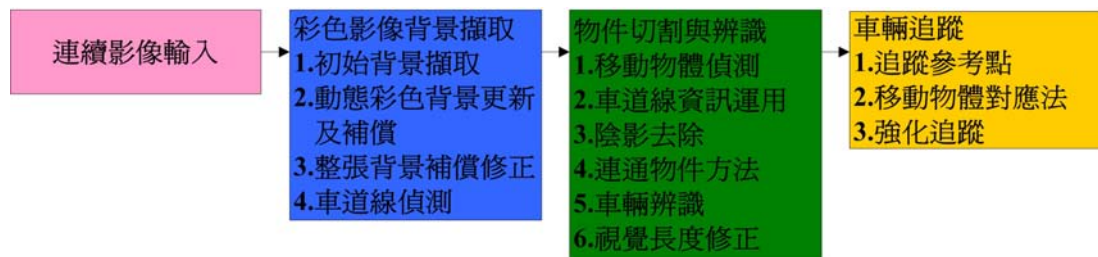 連續影像輸入
彩色影像背景擷取
1.初始背景擷取
2.動態彩色背景更新
及補償
3.整張背景補償修正
4.車道線偵測
物件切割與辨識
1.移動物體偵測
2.車道線資訊運用
3.陰影去除
4.連通物件方法
5.車輛辨識
6.視覺長度修正
車輛追蹤
1.追蹤參考點
2.移動物體對應法
3.強化追蹤